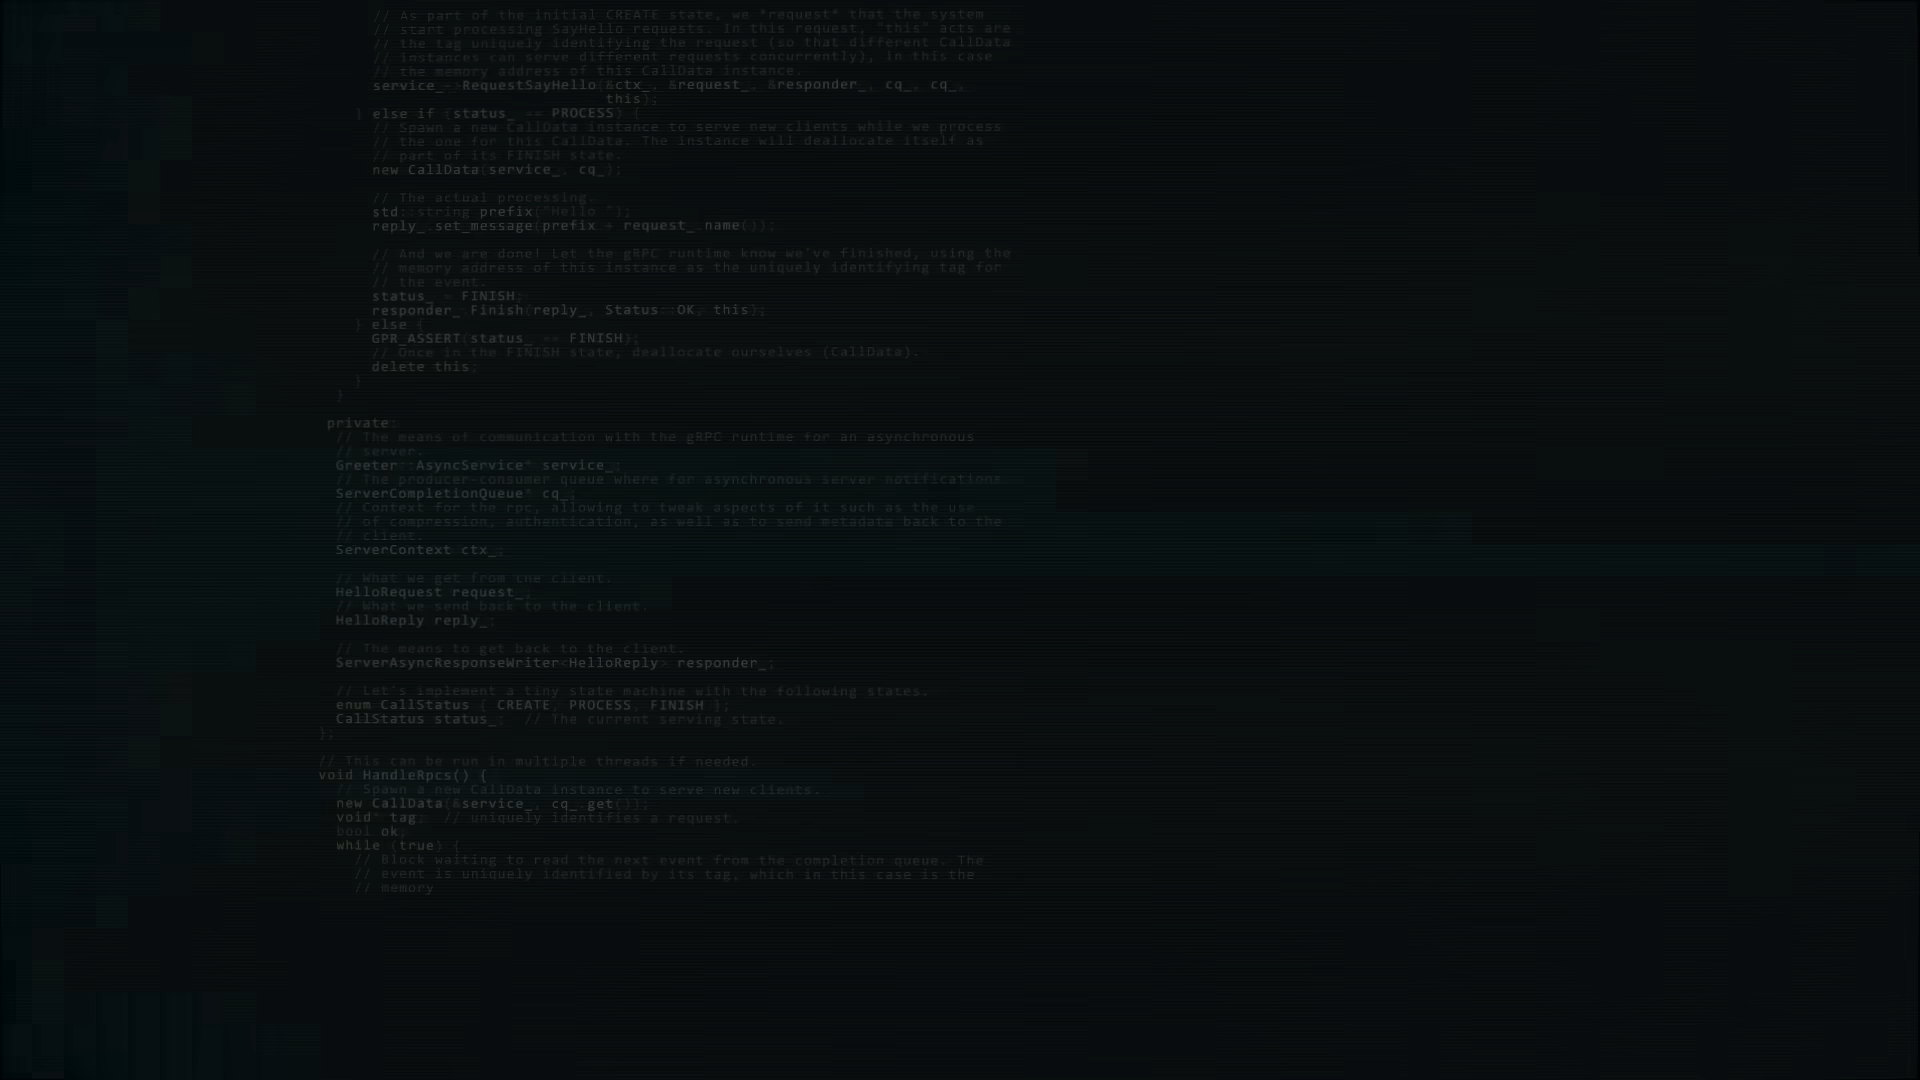 // As part of the initial CREATE state, we *request* that the system
// start processing SayHello requests. In this request, "this" acts are
// the tag uniquely identifying the request (so that different CallData
// instances can serve different requests concurrently), in this case
// the memory address of this CallData instance.
service_->RequestSayHello(&ctx_, &request_, &responder_, cq_, cq_,
this);
} else if (status_ == PROCESS) {
// Spawn a new CallData instance to serve new clients while we process
// the one for this CallData. The instance will deallocate itself as
// part of its FINISH state.
new CallData(service_, cq_);
// The actual processing.
std::string prefix("Hello ");
reply_.set_message(prefix + request_.name());
// And we are done! Let the gRPC runtime know we've finished, using the
// memory address of this instance as the uniquely identifying tag for
// the event.
status_ = FINISH;
responder_.Finish(reply_, Status::OK, this);
} else {
GPR_ASSERT(status_ == FINISH);
// Once in the FINISH state, deallocate ourselves (CallData).
delete this;
}
}
private:
// The means of communication with the gRPC runtime for an asynchronous
// server.
Greeter::AsyncService* service_;
// The producer-consumer queue where for asynchronous server notifications.
ServerCompletionQueue* cq_;
// Context for the rpc, allowing to tweak aspects of it such as the use
// of compression, authentication, as well as to send metadata back to the
// client.
ServerContext ctx_;
// What we get from the client.
HelloRequest request_;
// What we send back to the client.
HelloReply reply_;
// The means to get back to the client.
ServerAsyncResponseWriter<HelloReply> responder_;
// Let's implement a tiny state machine with the following states.
enum CallStatus { CREATE, PROCESS, FINISH };
CallStatus status_;  // The current serving state.
};
// This can be run in multiple threads if needed.
void HandleRpcs() {
// Spawn a new CallData instance to serve new clients.
new CallData(&service_, cq_.get());
void* tag;  // uniquely identifies a request.
bool ok;
while (true) {
// Block waiting to read the next event from the completion queue. The
// event is uniquely identified by its tag, which in this case is the
// memory